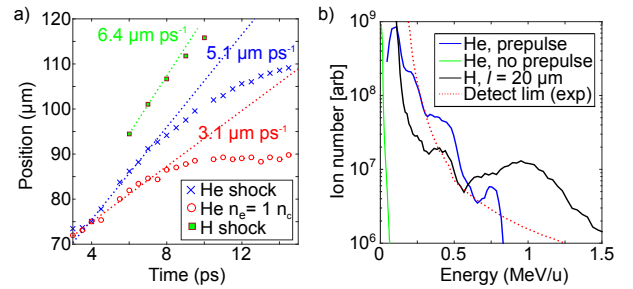 a)
6.4 µm ps⁻¹
5.1 µm ps⁻¹
3.1 µm ps⁻¹
Position (µm)
120
110
100
90
80
70
He shock
He nₑ= 1 n꜀
H shock
4
8
12
Time (ps)
b)
He, prepulse
He, no prepulse
H, l = 20 µm
Detect lim (exp)
Ion number [arb]
10⁹
10⁸
10⁷
10⁶
0
0.5
1
1.5
Energy (MeV/u)